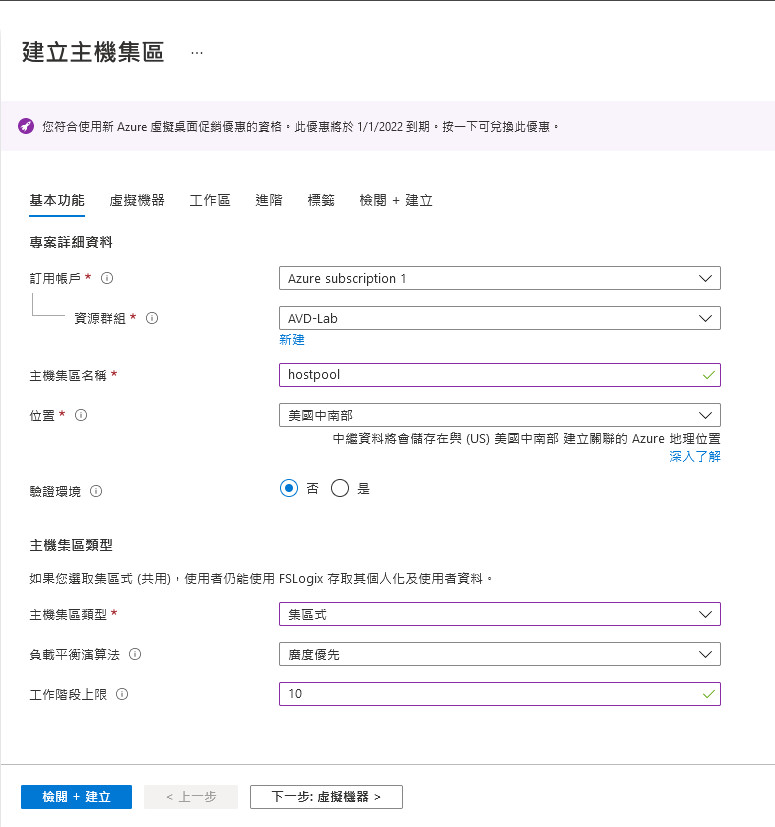 建立主機集區 ...
您符合使用新 Azure 虛擬桌面促銷優惠的資格。此優惠將於 1/1/2022 到期。按一下可兌換此優惠。
基本功能 虛擬機器 工作區 進階 標籤 檢閱 + 建立
專案詳細資料
訂用帳戶 * Azure subscription 1
資源群組 * AVD-Lab
新建
主機集區名稱 * hostpool
位置 * 美國中南部
中繼資料將會儲存在與 (US) 美國中南部 建立關聯的 Azure 地理位置
深入了解
驗證環境 否 是
主機集區類型
如果您選取集區式 (共用)，使用者仍能使用 FSLogix 存取其個人化及使用者資料。
主機集區類型 * 集區式
負載平衡演算法 廣度優先
工作階段上限 10
檢閱 + 建立 < 上一步 下一步: 虛擬機器 >